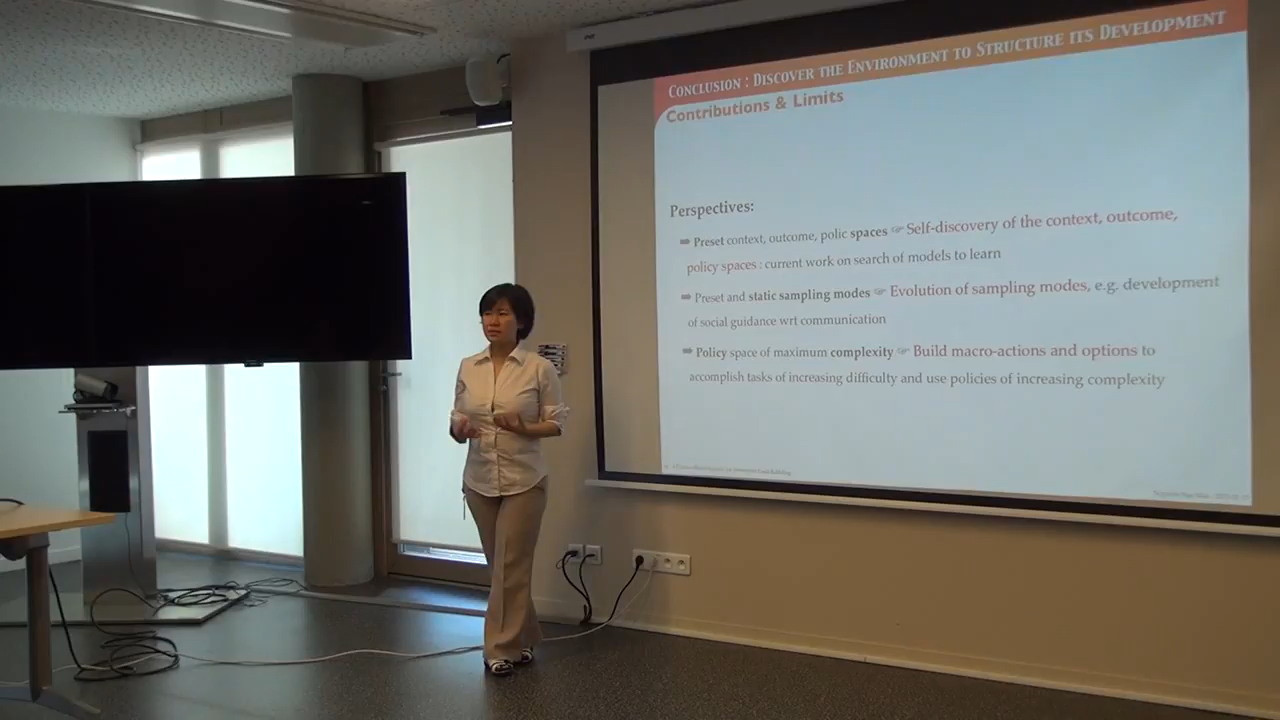 CONCLUSION : DISCOVER THE ENVIRONMENT TO STRUCTURE ITS DEVELOPMENT
Contributions & Limits
Perspectives:
➡ Preset context, outcome, polic spaces ☞ Self-discovery of the context, outcome,
policy spaces : current work on search of models to learn
➡ Preset and static sampling modes ☞ Evolution of sampling modes, e.g. development
of social guidance wrt communication
➡ Policy space of maximum complexity ☞ Build macro-actions and options to
accomplish tasks of increasing difficulty and use policies of increasing complexity